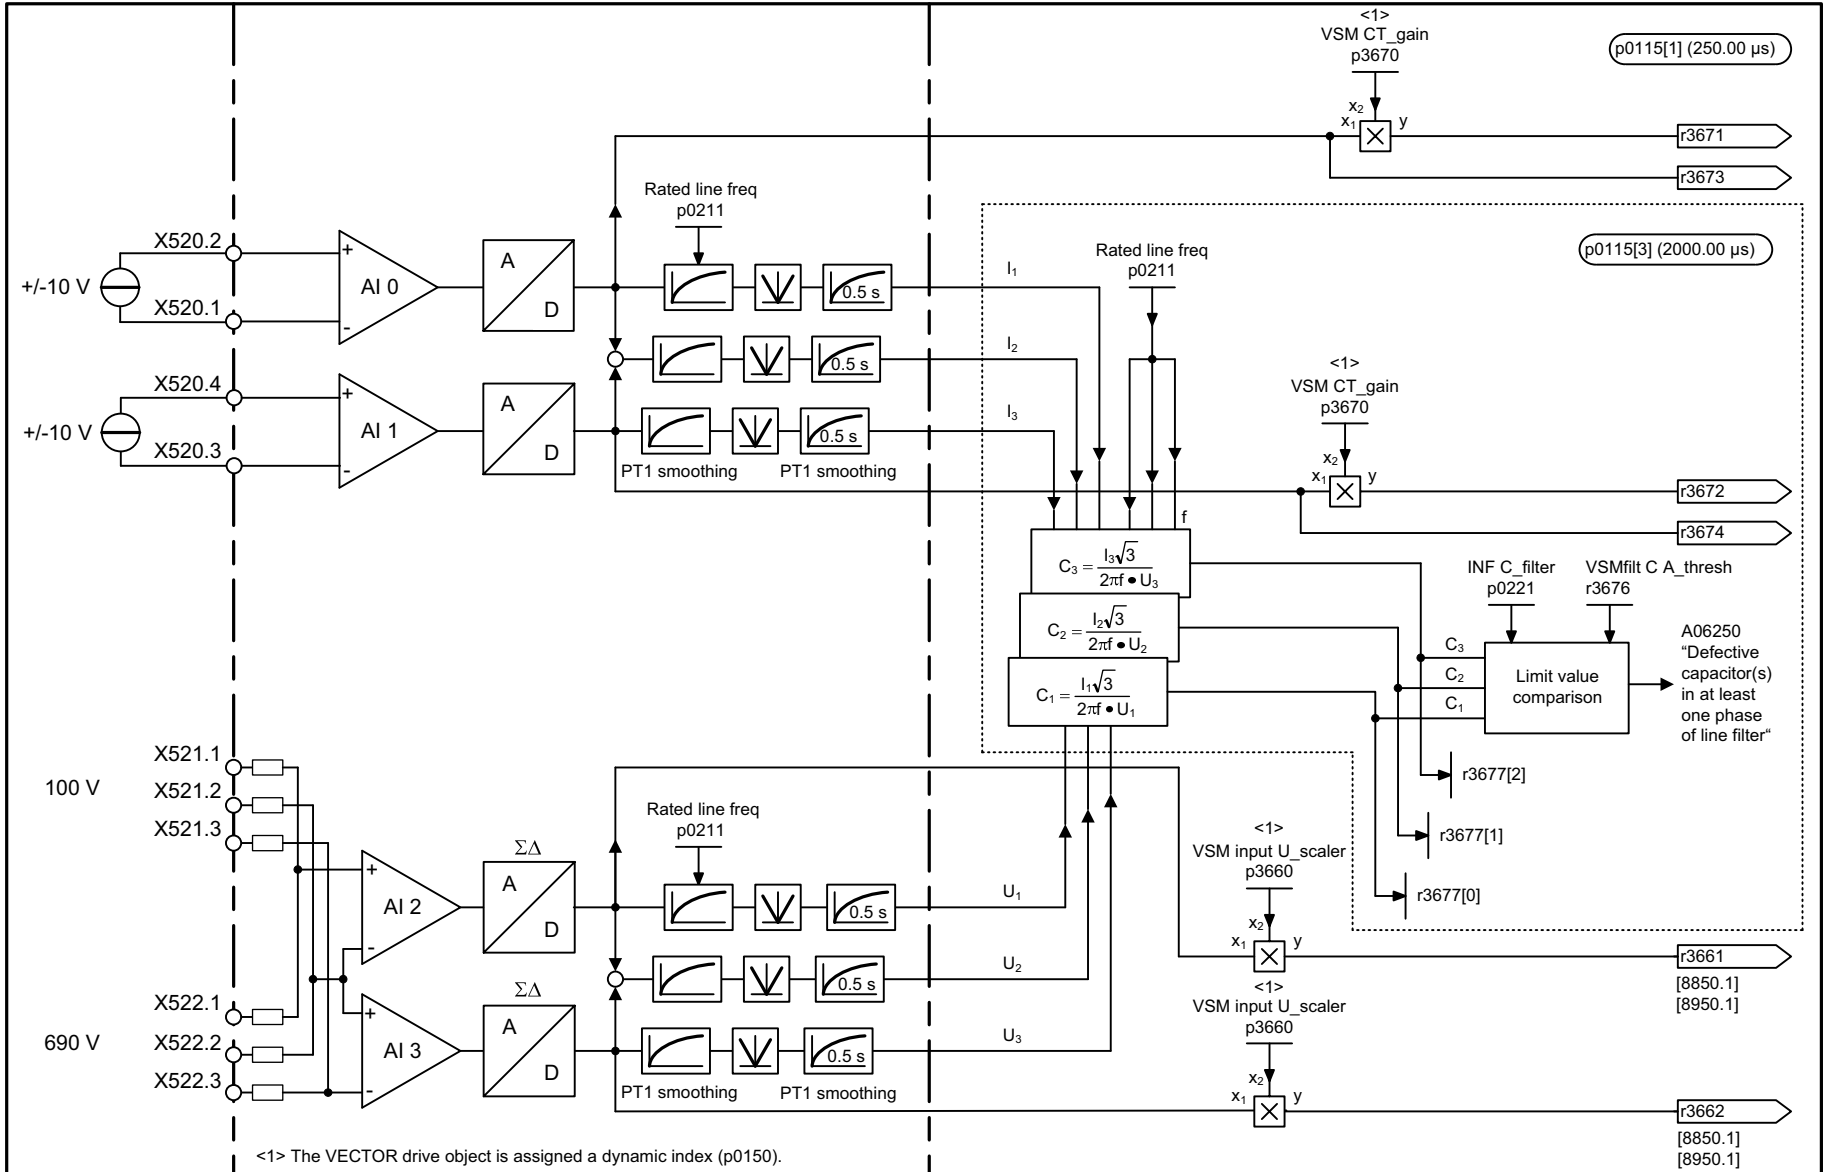 <1>
VSM CT_gain
p3670
p0115[1] (250.00 µs)
x₂
x₁
y
r3671
r3673
Rated line freq
p0211
p0115[3] (2000.00 µs)
Rated line freq
p0211
X520.2
+/-10 V
X520.1
+
-
AI 0
A
D
0.5 s
I₁
0.5 s
I₂
X520.4
+/-10 V
X520.3
+
-
AI 1
A
D
0.5 s
I₃
PT1 smoothing
PT1 smoothing
<1>
VSM CT_gain
p3670
x₂
x₁
y
r3672
r3674
f
C₃ = I₃√3 / 2πf • U₃
C₂ = I₂√3 / 2πf • U₂
C₁ = I₁√3 / 2πf • U₁
INF C_filter
p0221
VSMfilt C A_thresh
r3676
C₃
C₂
C₁
Limit value
comparison
A06250
“Defective
capacitor(s)
in at least
one phase
of line filter“
r3677[2]
r3677[1]
r3677[0]
X521.1
100 V
X521.2
X521.3
Rated line freq
p0211
+
-
AI 2
ΣΔ
A
D
0.5 s
U₁
0.5 s
U₂
<1>
VSM input U_scaler
p3660
x₂
x₁
y
r3661
[8850.1]
[8950.1]
X522.1
690 V
X522.2
X522.3
+
-
AI 3
ΣΔ
A
D
0.5 s
U₃
PT1 smoothing
PT1 smoothing
<1>
VSM input U_scaler
p3660
x₂
x₁
y
r3662
[8850.1]
[8950.1]
<1> The VECTOR drive object is assigned a dynamic index (p0150).